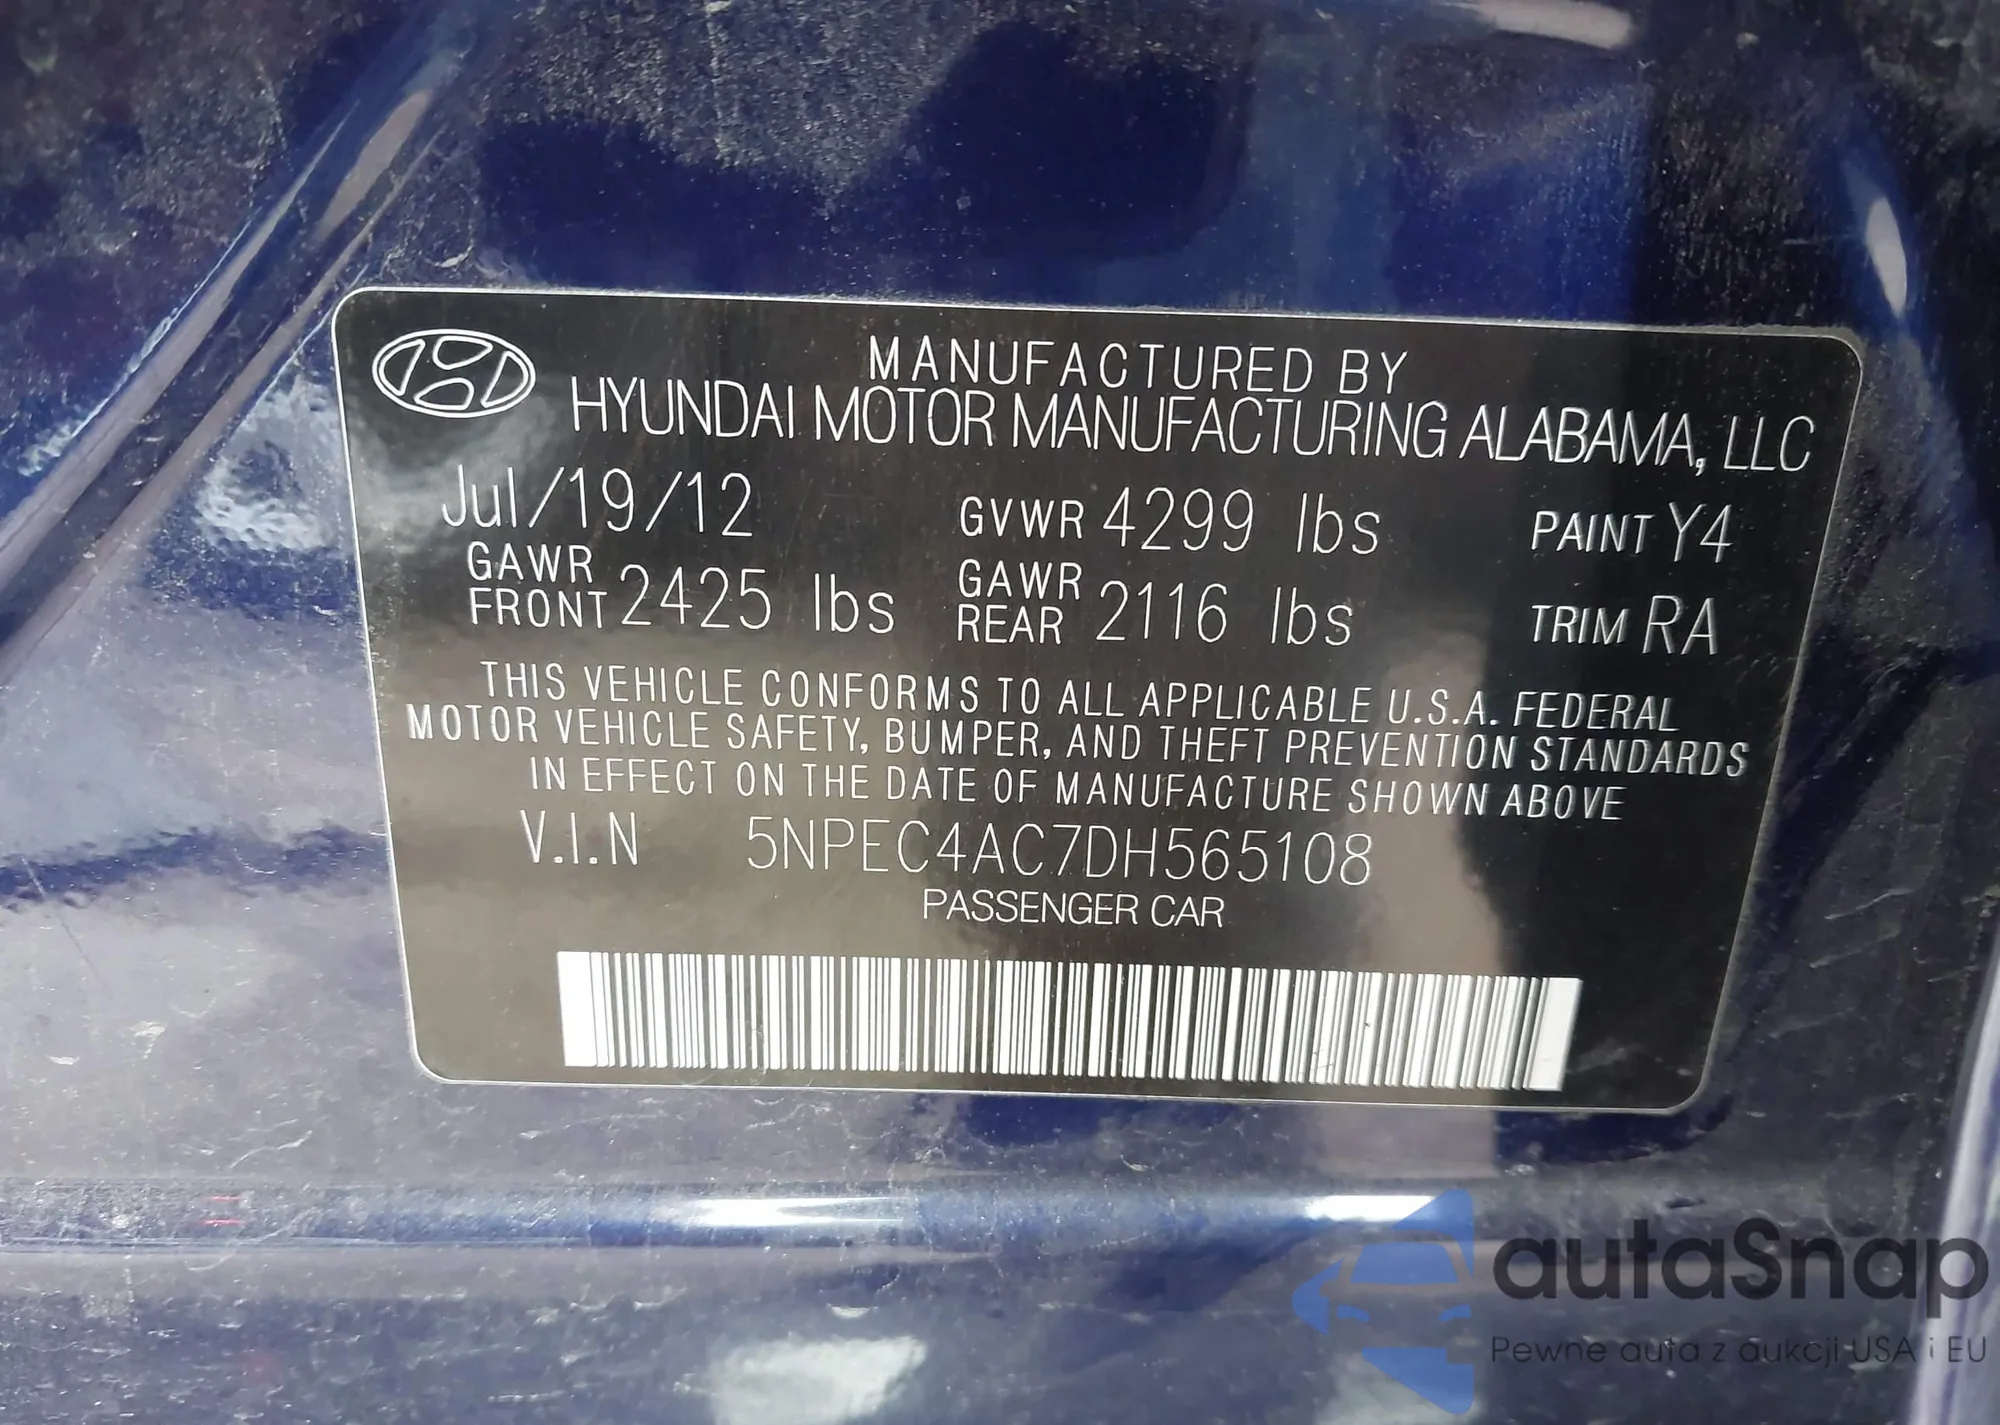 MANUFACTURED BY
HYUNDAI MOTOR MANUFACTURING ALABAMA, LLC
Jul/19/12 GVWR 4299 lbs PAINT Y4
GAWR FRONT 2425 lbs GAWR REAR 2116 lbs TRIM RA
THIS VEHICLE CONFORMS TO ALL APPLICABLE U.S.A. FEDERAL
MOTOR VEHICLE SAFETY, BUMPER, AND THEFT PREVENTION STANDARDS
IN EFFECT ON THE DATE OF MANUFACTURE SHOWN ABOVE
V.I.N 5NPEC4AC7DH565108
PASSENGER CAR
autaSnap
Pewne auta z aukcji USA i EU